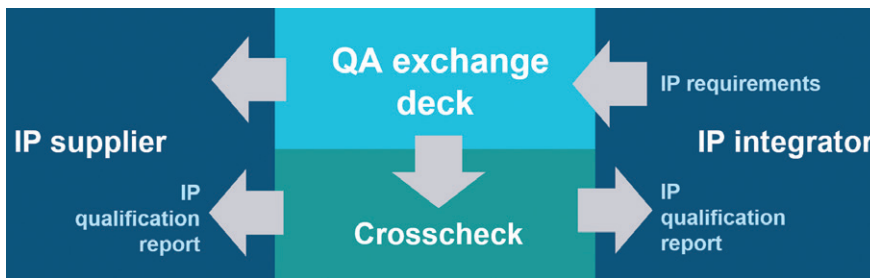 QA exchange
deck
IP requirements
IP supplier
IP integrator
IP
qualification
report
Crosscheck
IP
qualification
report